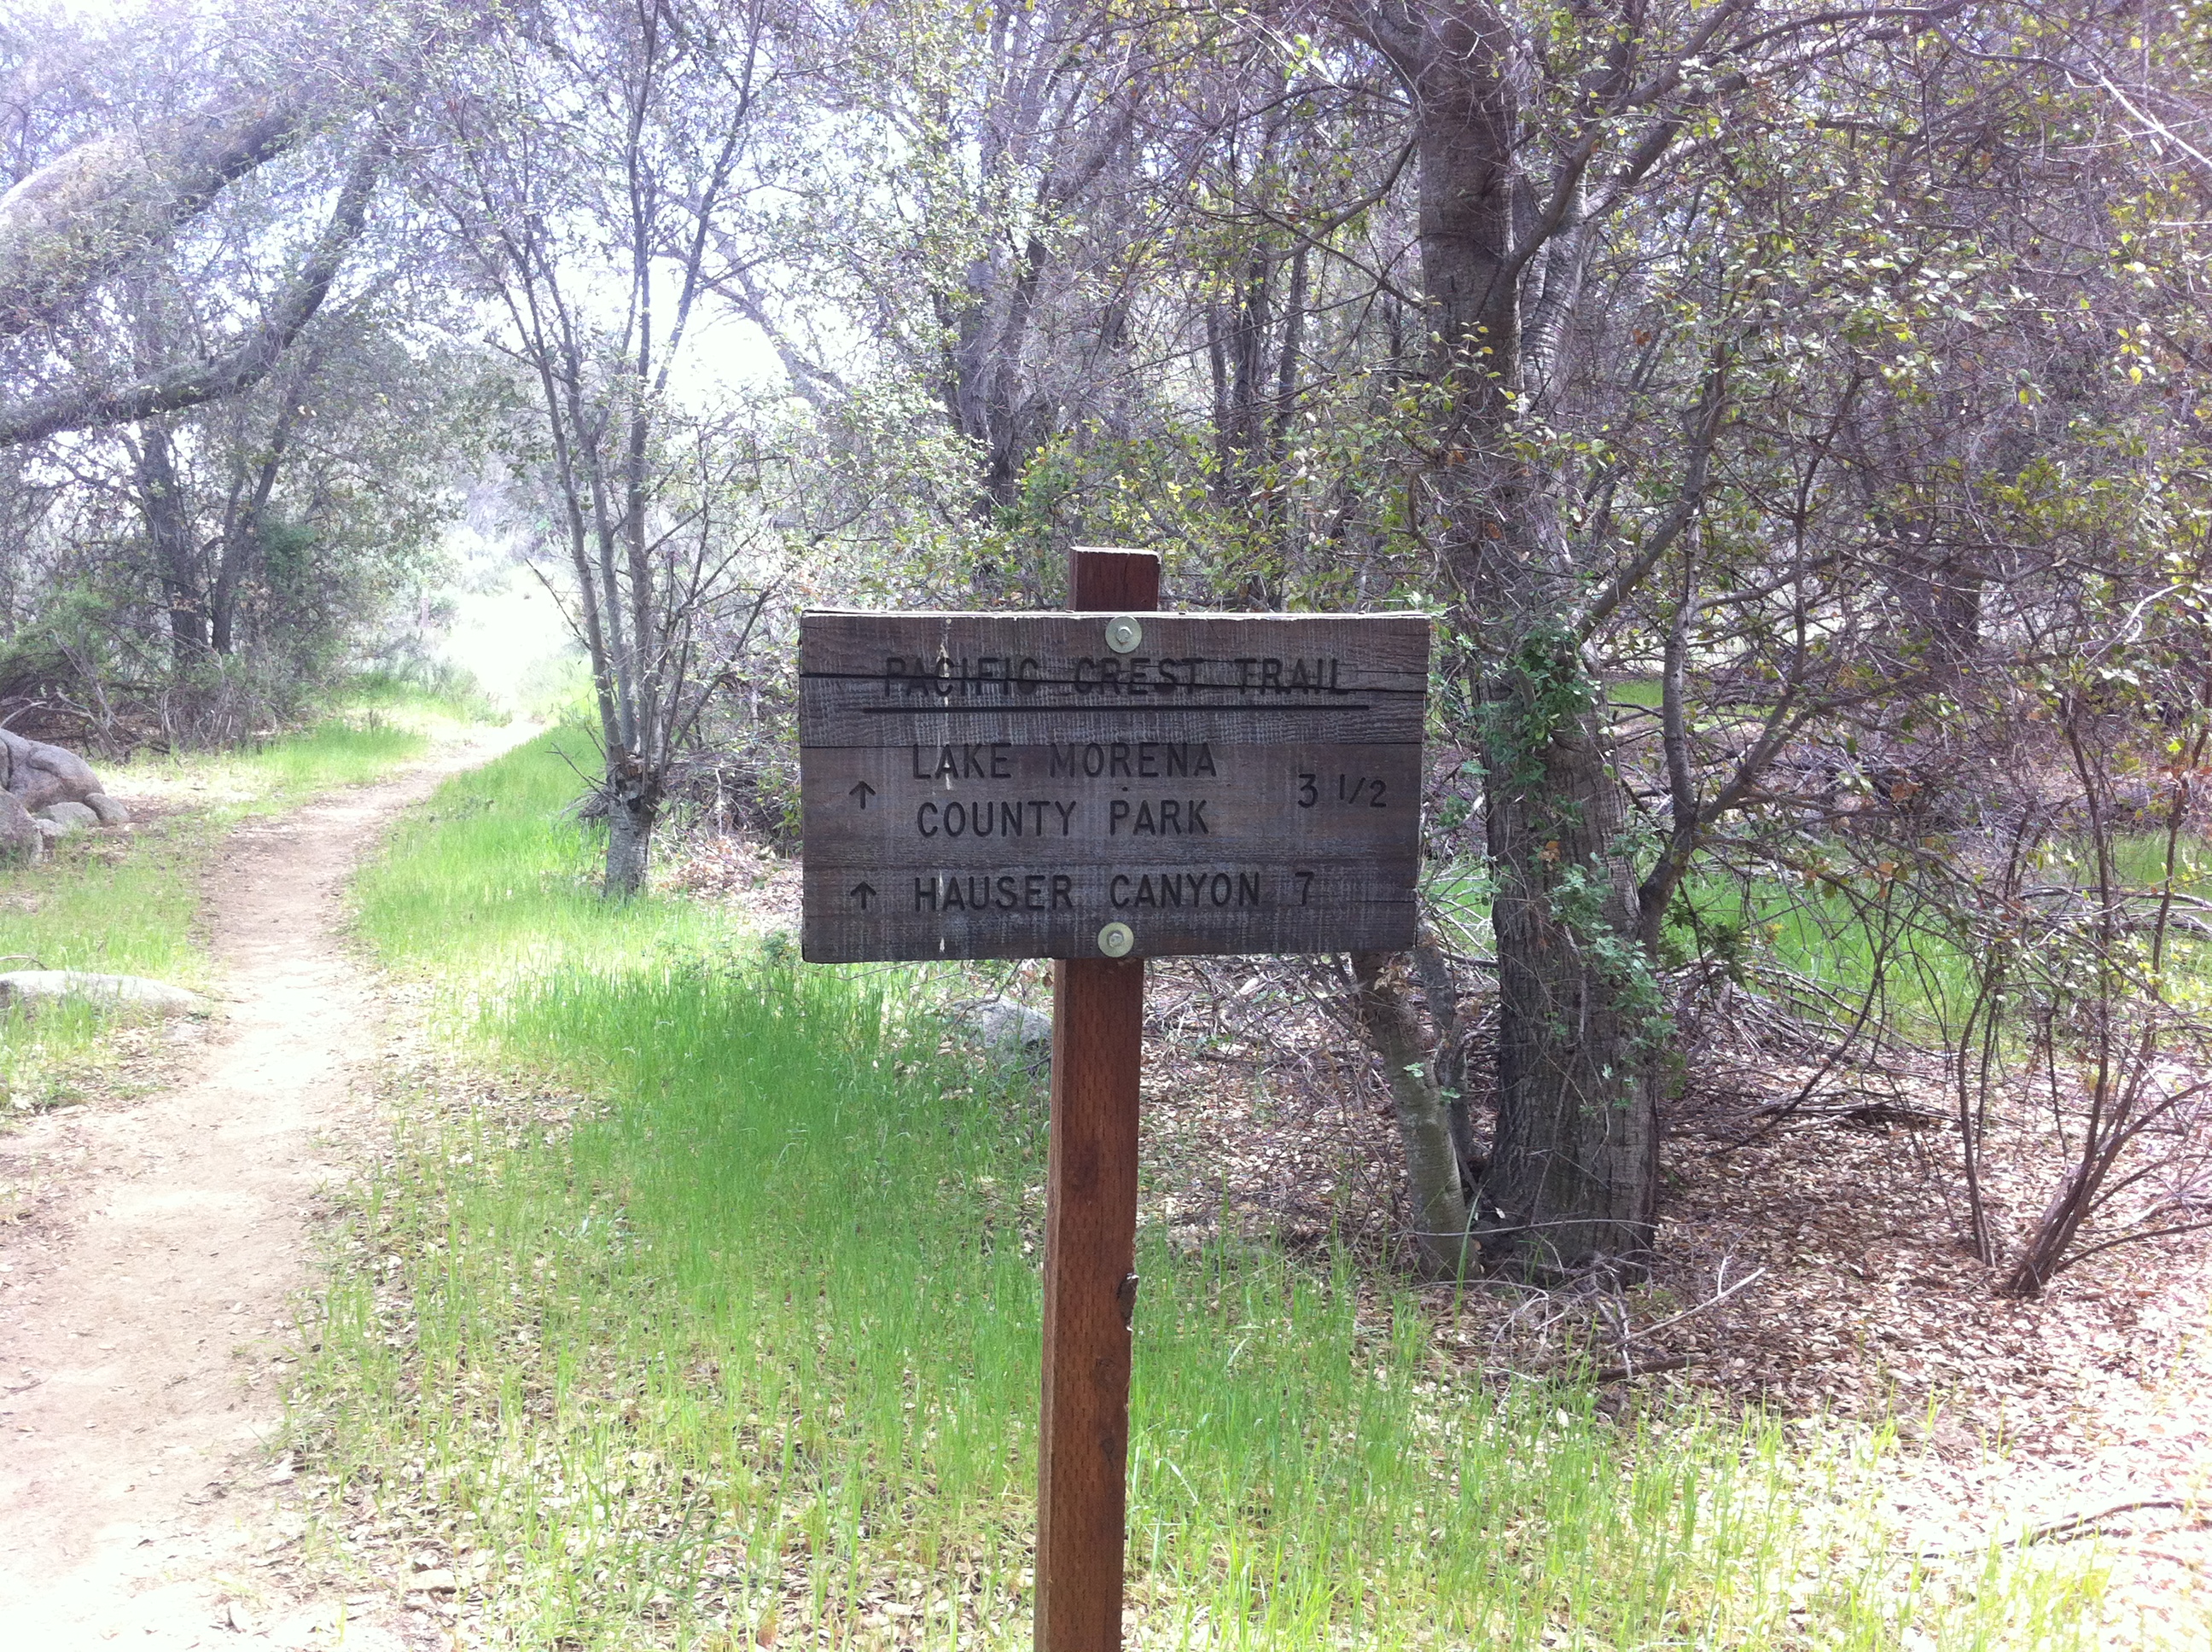 PACIFIC CREST TRAIL
LAKE MORENA
↑ 3 1/2
COUNTY PARK
↑ HAUSER CANYON 7